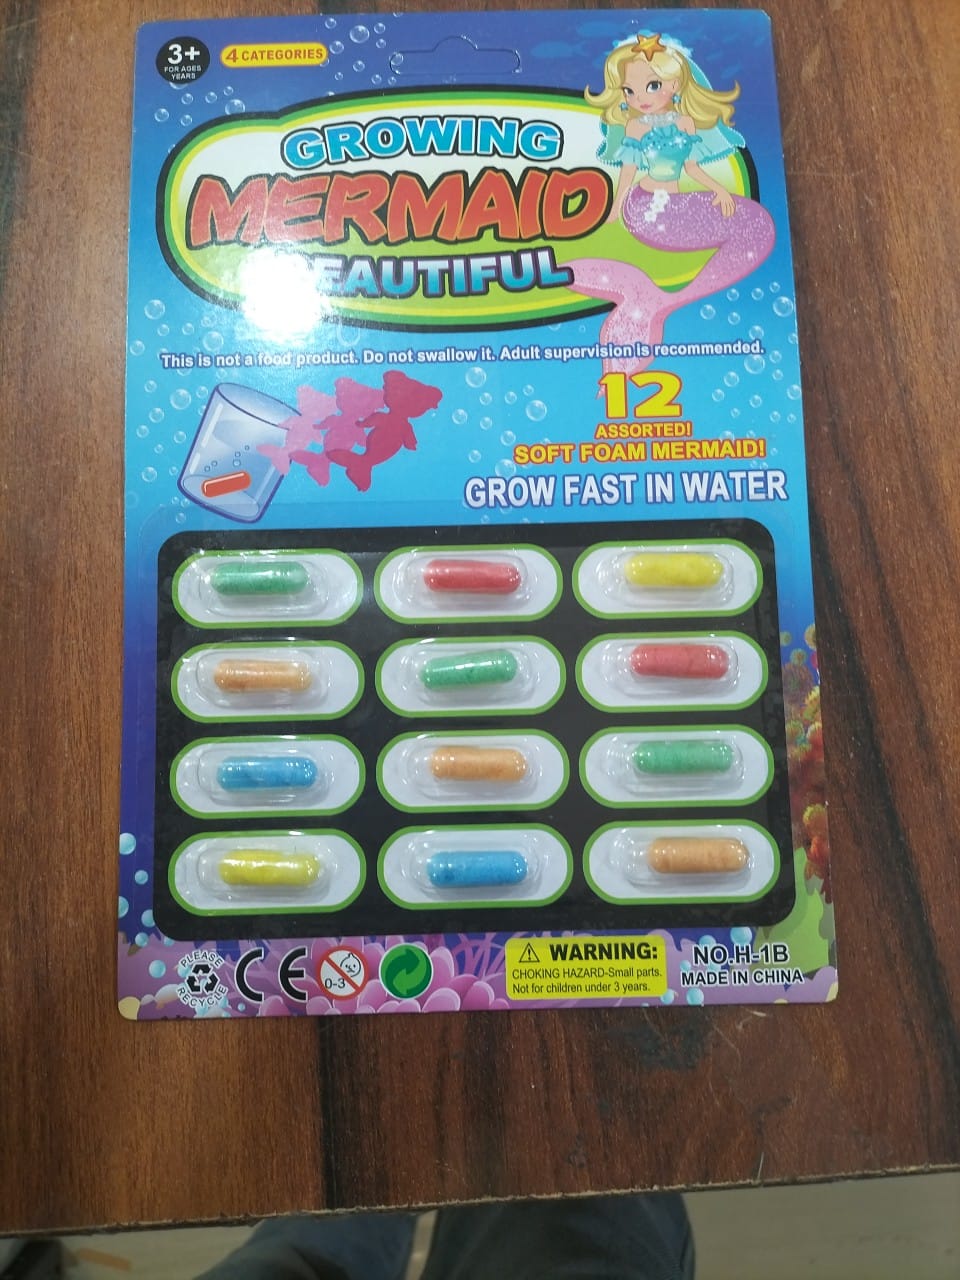 3+
FOR AGES
YEARS
4 CATEGORIES
GROWING
MERMAID
BEAUTIFUL
This is not a food product. Do not swallow it. Adult supervision is recommended.
12
ASSORTED!
SOFT FOAM MERMAID!
GROW FAST IN WATER
PLEASE
RECYCLE
CE
0-3
WARNING:
CHOKING HAZARD-Small parts.
Not for children under 3 years.
NO.H-1B
MADE IN CHINA